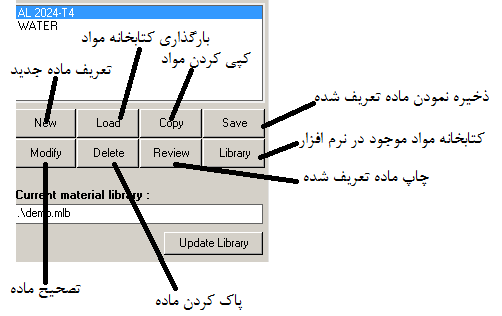 AL 2024-T4
WATER
بارگذاری کتابخانه مواد
کپی کردن مواد
تعریف ماده جدید
ذخیره نمودن ماده تعریف شده
New Load Copy Save
کتابخانه مواد موجود در نرم افزار
Modify Delete Review Library
چاپ ماده تعریف شده
Current material library :
.\demo.mlb
Update Library
تصحیح ماده
پاک کردن ماده